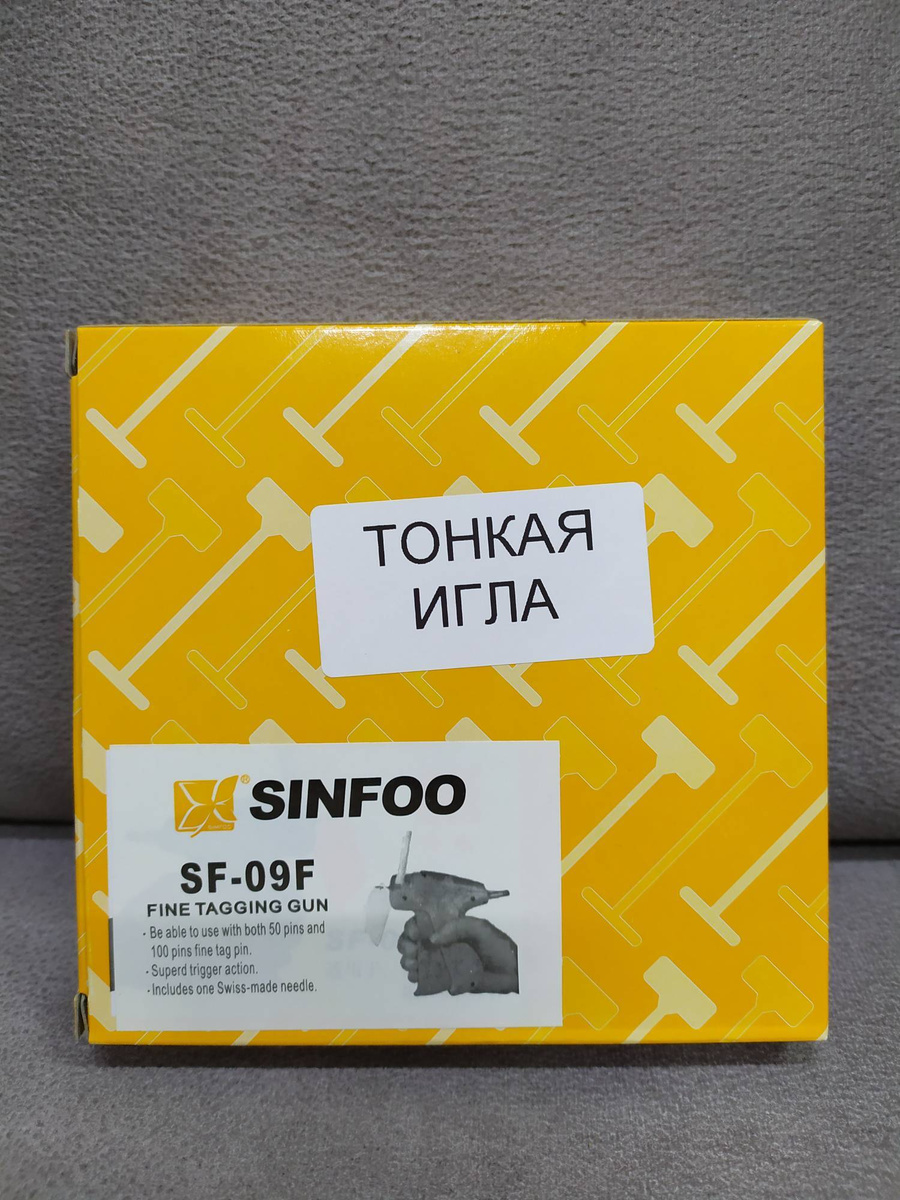 ТОНКАЯ
ИГЛА
® SINFOO
SF-09F
FINE TAGGING GUN
· Be able to use with both 50 pins and
100 pins fine tag pin.
· Superd trigger action.
· Includes one Swiss-made needle.